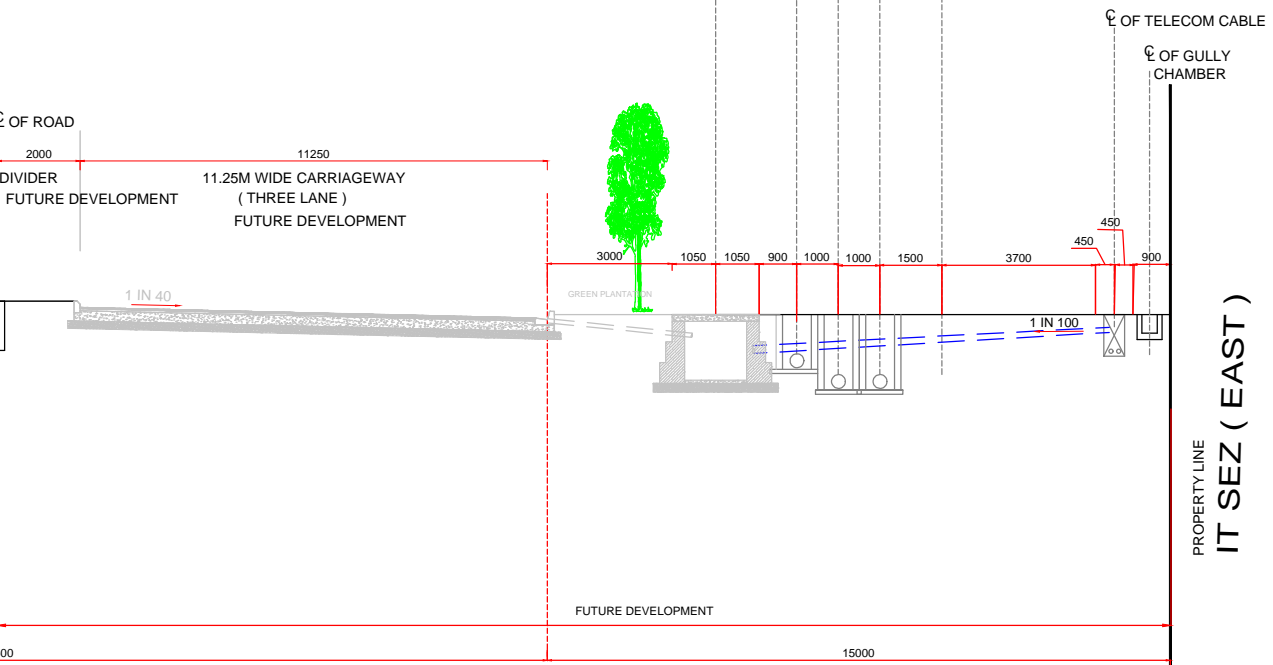 ℄ OF TELECOM CABLE
℄ OF GULLY
CHAMBER
℄ OF ROAD
2000
11250
DIVIDER
11.25M WIDE CARRIAGEWAY
FUTURE DEVELOPMENT
( THREE LANE )
FUTURE DEVELOPMENT
450
450
3000
1050
1050
900
1000
1000
1500
3700
900
1 IN 40
GREEN PLANTATION
1 IN 100
PROPERTY LINE
IT SEZ ( EAST )
FUTURE DEVELOPMENT
00
15000